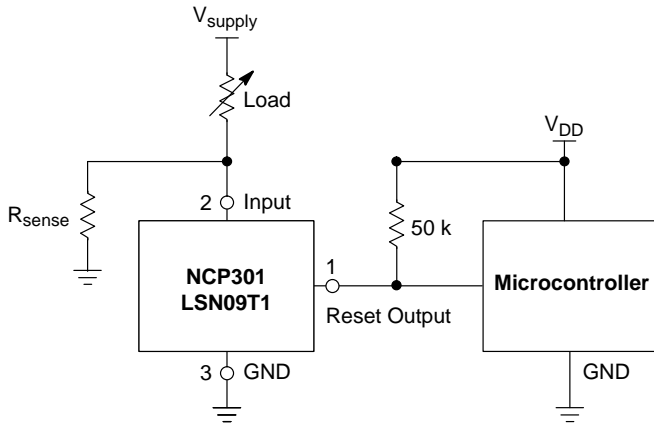 Vsupply
Load
VDD
Rsense
2 Input
50 k
NCP301
LSN09T1
1
Reset Output
Microcontroller
3 GND
GND